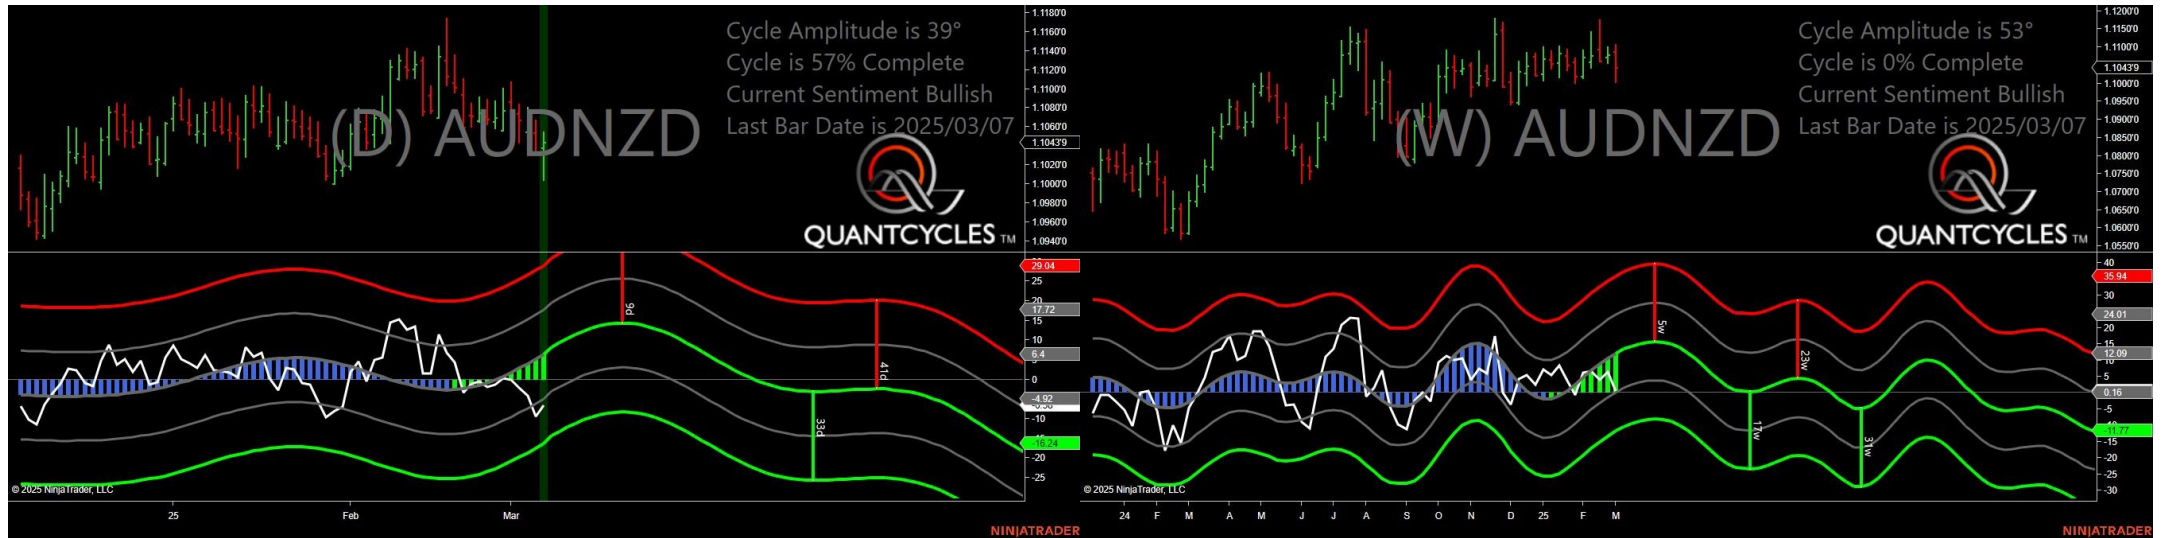 Cycle Amplitude is 39°
Cycle is 57% Complete
Current Sentiment Bullish
Last Bar Date is 2025/03/07
(D) AUDNZD
QUANTCYCLES TM
1.1180'0
1.1160'0
1.1140'0
1.1120'0
1.1100'0
1.1080'0
1.1060'0
1.1043'9
1.1020'0
1.1000'0
1.0980'0
1.0960'0
1.0940'0
29.04
25
20
17.72
15
10
6.4
0
-4.92
-10
-16.24
-20
-25
9d
41d
33d
© 2025 NinjaTrader, LLC
25
Feb
Mar
NINJATRADER
Cycle Amplitude is 53°
Cycle is 0% Complete
Current Sentiment Bullish
Last Bar Date is 2025/03/07
(W) AUDNZD
QUANTCYCLES TM
1.1200'0
1.1150'0
1.1100'0
1.1043'9
1.1000'0
1.0950'0
1.0900'0
1.0850'0
1.0800'0
1.0750'0
1.0700'0
1.0650'0
1.0600'0
1.0550'0
40
35.94
30
24.01
20
15
12.09
5
0.16
-5
-11.77
-15
-20
-25
-30
5w
23w
17w
31w
© 2025 NinjaTrader, LLC
24
F
M
A
M
J
J
A
S
O
N
D
25
F
M
NINJATRADER